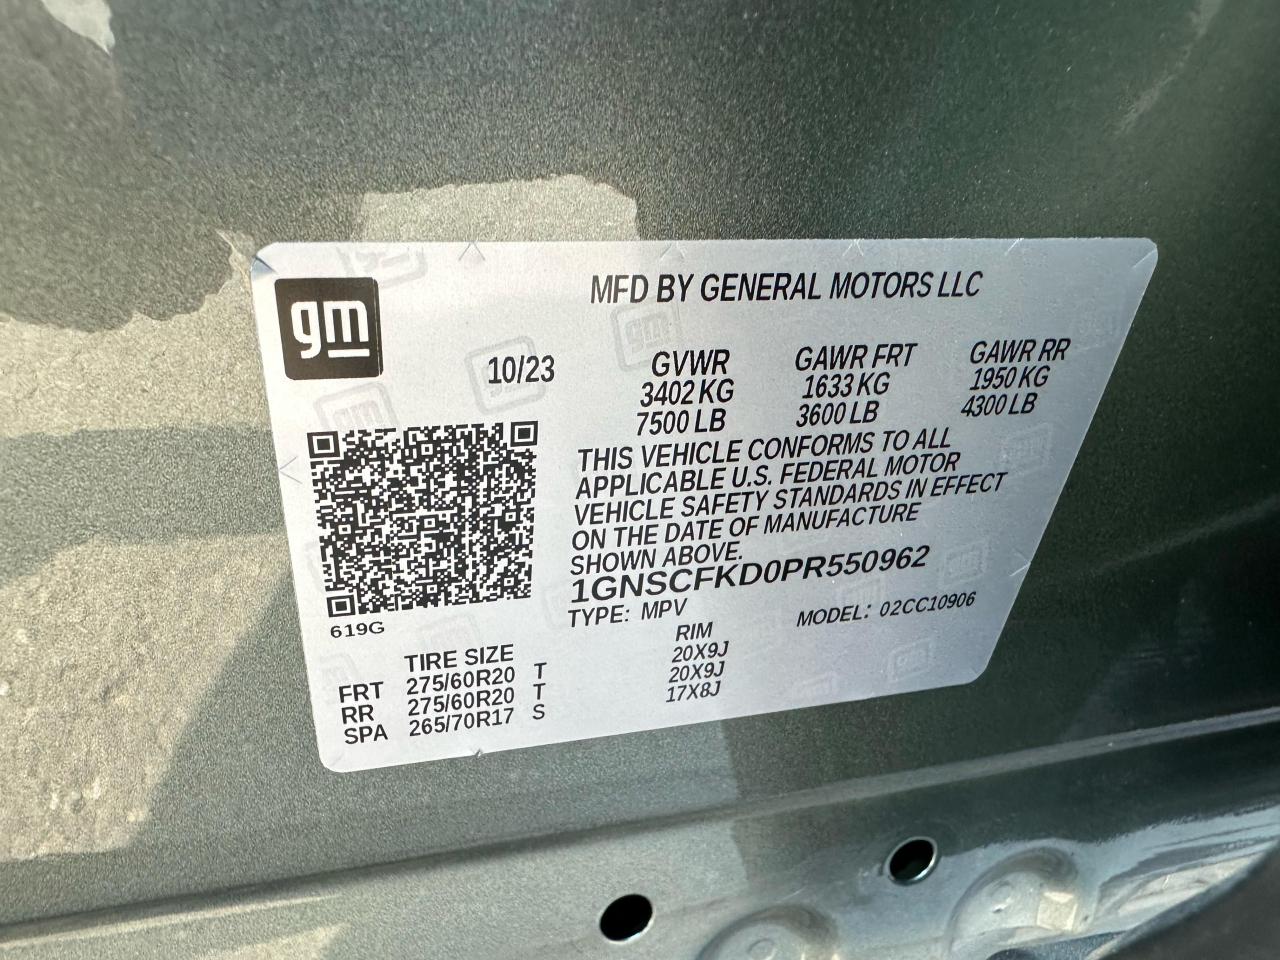 gm
MFD BY GENERAL MOTORS LLC
10/23 GVWR GAWR FRT GAWR RR
3402 KG 1633 KG 1950 KG
7500 LB 3600 LB 4300 LB
THIS VEHICLE CONFORMS TO ALL
APPLICABLE U.S. FEDERAL MOTOR
VEHICLE SAFETY STANDARDS IN EFFECT
ON THE DATE OF MANUFACTURE
SHOWN ABOVE.
1GNSCFKD0PR550962
TYPE: MPV MODEL: 02CC10906
619G
TIRE SIZE RIM
FRT 275/60R20 T 20X9J
RR 275/60R20 T 20X9J
SPA 265/70R17 S 17X8J